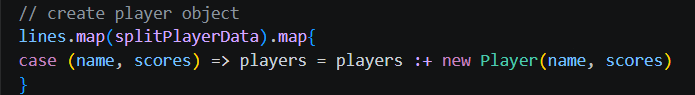 // create player object
lines.map(splitPlayerData).map{
case (name, scores) => players = players :+ new Player(name, scores)
}